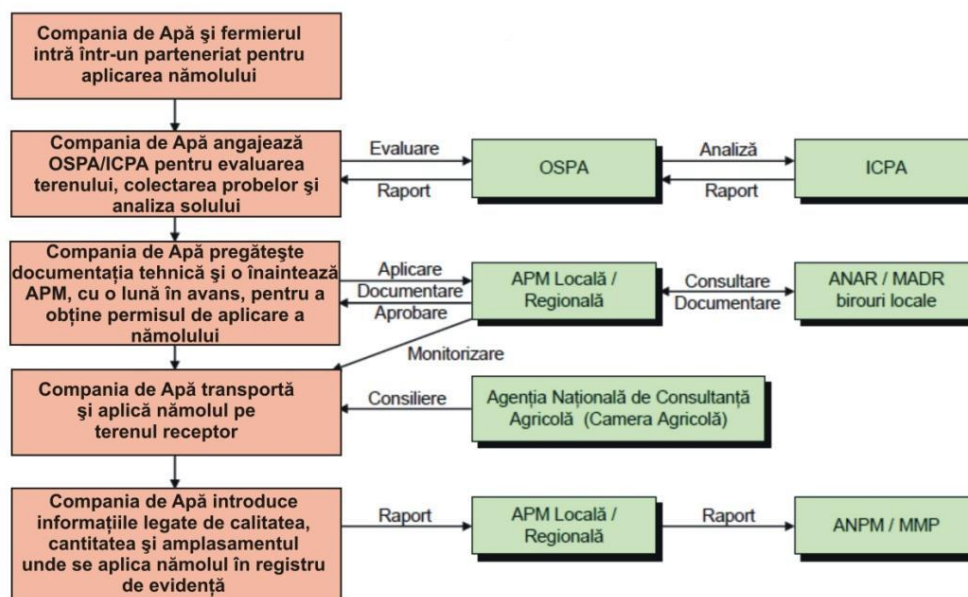 Compania de Apă şi fermierul
intră într-un parteneriat pentru
aplicarea nămolului
Compania de Apă angajează
OSPA/ICPA pentru evaluarea
terenului, colectarea probelor şi
analiza solului
Evaluare
Raport
OSPA
Analiză
Raport
ICPA
Compania de Apă pregăteşte
documentaţia tehnică şi o înaintează
APM, cu o lună în avans, pentru a
obţine permisul de aplicare a
nămolului
Aplicare
Documentare
Aprobare
APM Locală /
Regională
Consultare
Documentare
ANAR / MADR
birouri locale
Monitorizare
Compania de Apă transportă
şi aplică nămolul pe
terenul receptor
Consiliere
Agenţia Naţională de Consultanţă
Agricolă (Camera Agricolă)
Compania de Apă introduce
informaţiile legate de calitatea,
cantitatea şi amplasamentul
unde se aplica nămolul în registru
de evidenţă
Raport
APM Locală /
Regională
Raport
ANPM / MMP